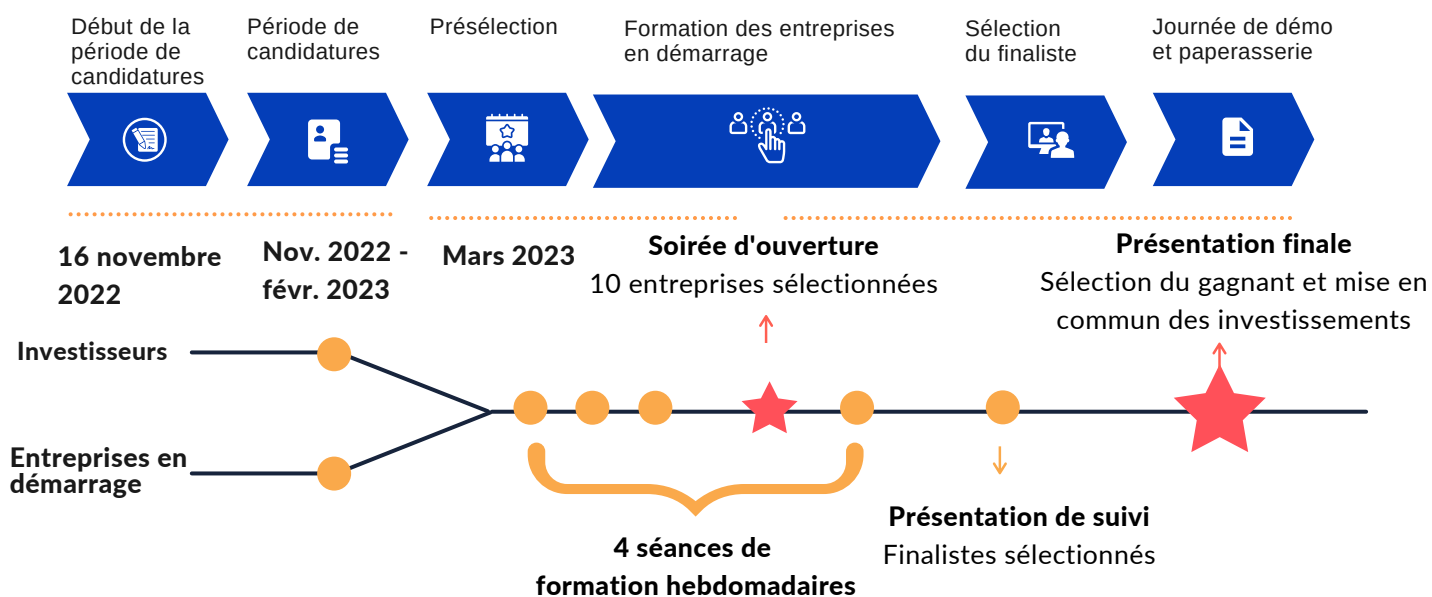 Début de la
période de
candidatures
Période de
candidatures
Présélection
Formation des entreprises
en démarrage
Sélection
du finaliste
Journée de démo
et paperasserie
16 novembre
2022
Nov. 2022 -
févr. 2023
Mars 2023
Soirée d'ouverture
10 entreprises sélectionnées
Présentation finale
Sélection du gagnant et mise en
commun des investissements
Investisseurs
Entreprises en
démarrage
4 séances de
formation hebdomadaires
Présentation de suivi
Finalistes sélectionnés